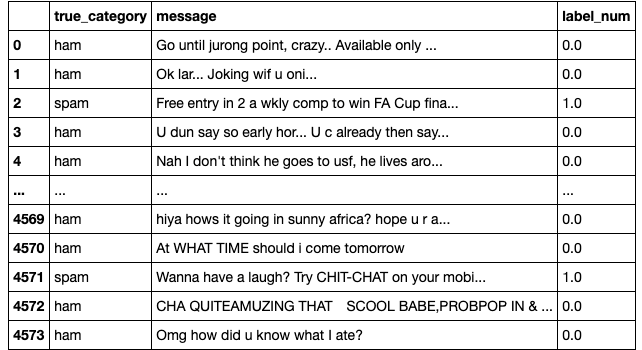 true_category message label_num
0 ham Go until jurong point, crazy.. Available only ... 0.0
1 ham Ok lar... Joking wif u oni... 0.0
2 spam Free entry in 2 a wkly comp to win FA Cup fina... 1.0
3 ham U dun say so early hor... U c already then say... 0.0
4 ham Nah I don't think he goes to usf, he lives aro... 0.0
... ... ... ...
4569 ham hiya hows it going in sunny africa? hope u r a... 0.0
4570 ham At WHAT TIME should i come tomorrow 0.0
4571 spam Wanna have a laugh? Try CHIT-CHAT on your mobi... 1.0
4572 ham CHA QUITEAMUZING THAT SCOOL BABE,PROBPOP IN & ... 0.0
4573 ham Omg how did u know what I ate? 0.0